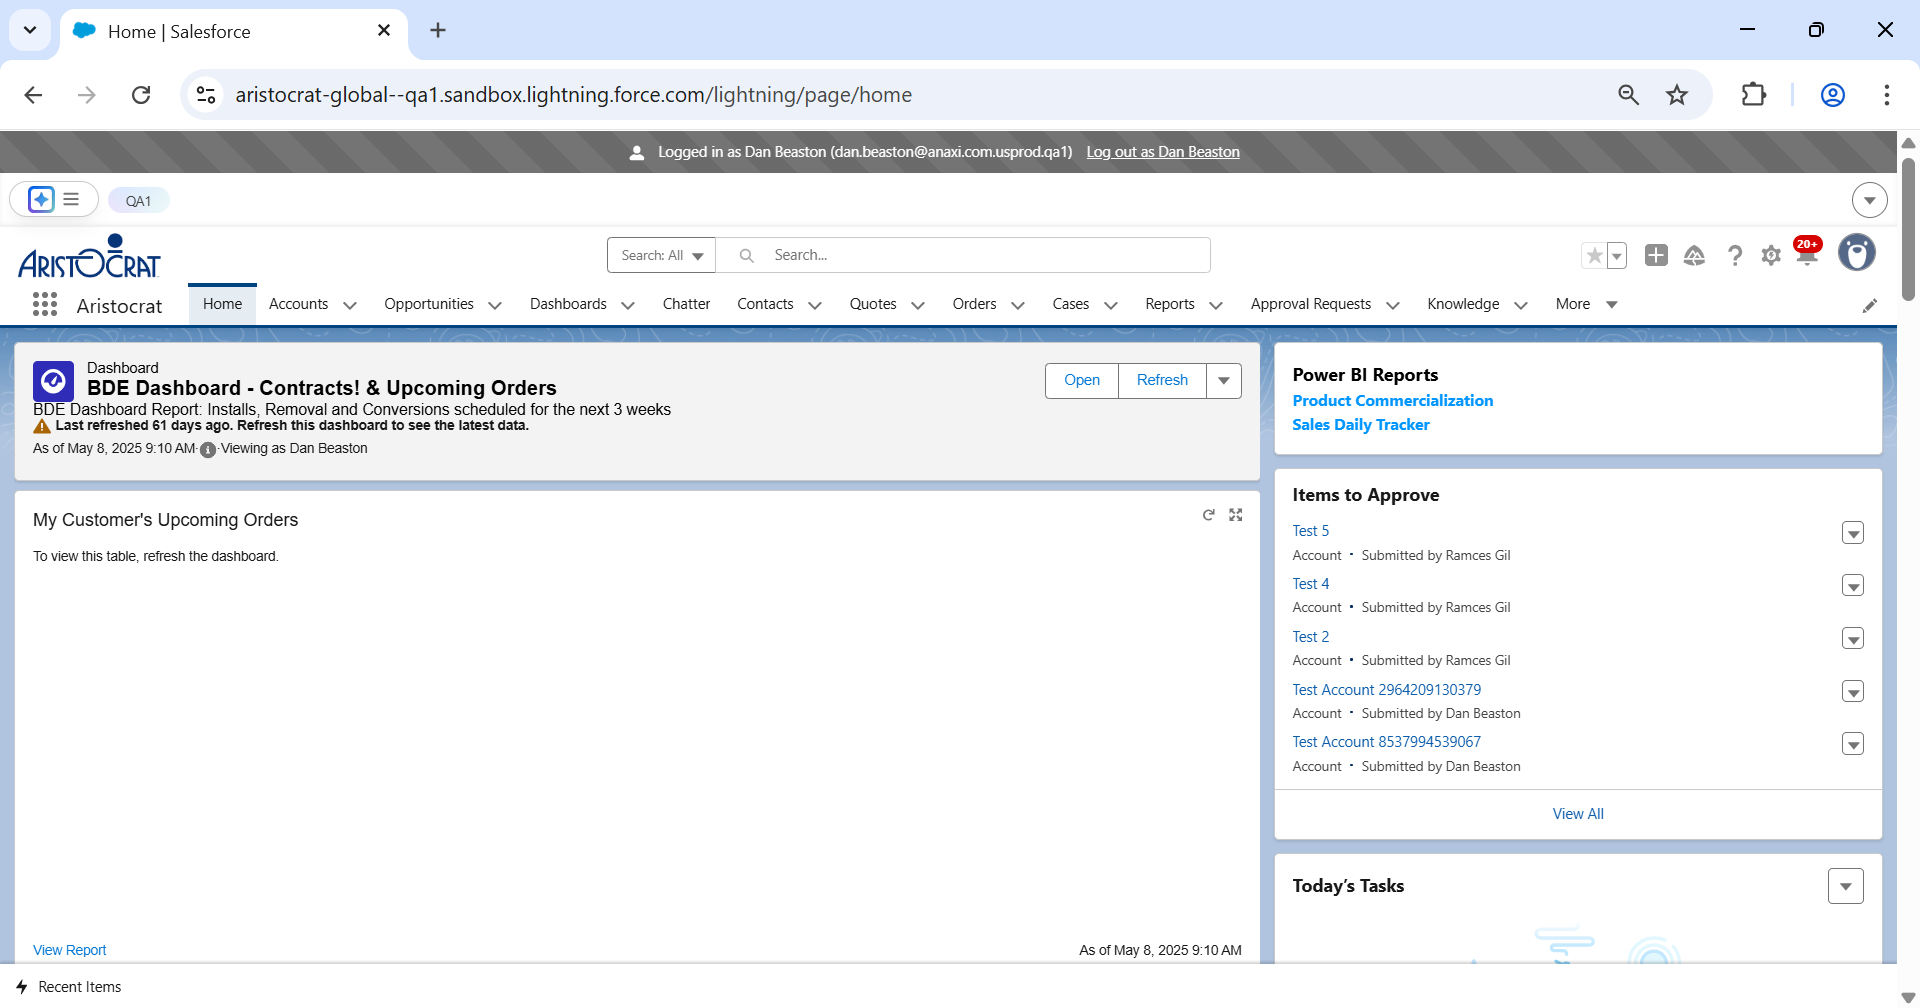 Home | Salesforce
aristocrat-global--qa1.sandbox.lightning.force.com/lightning/page/home
Logged in as Dan Beaston (dan.beaston@anaxi.com.usprod.qa1) Log out as Dan Beaston
QA1
ARISTOCRAT
Search: All
Search...
20+
Aristocrat
Home
Accounts
Opportunities
Dashboards
Chatter
Contacts
Quotes
Orders
Cases
Reports
Approval Requests
Knowledge
More
Dashboard
BDE Dashboard - Contracts! & Upcoming Orders
BDE Dashboard Report: Installs, Removal and Conversions scheduled for the next 3 weeks
Last refreshed 61 days ago. Refresh this dashboard to see the latest data.
As of May 8, 2025 9:10 AM·Viewing as Dan Beaston
Open
Refresh
My Customer's Upcoming Orders
To view this table, refresh the dashboard.
View Report
As of May 8, 2025 9:10 AM
Power BI Reports
Product Commercialization
Sales Daily Tracker
Items to Approve
Test 5
Account • Submitted by Ramces Gil
Test 4
Account • Submitted by Ramces Gil
Test 2
Account • Submitted by Ramces Gil
Test Account 2964209130379
Account • Submitted by Dan Beaston
Test Account 8537994539067
Account • Submitted by Dan Beaston
View All
Today's Tasks
Recent Items